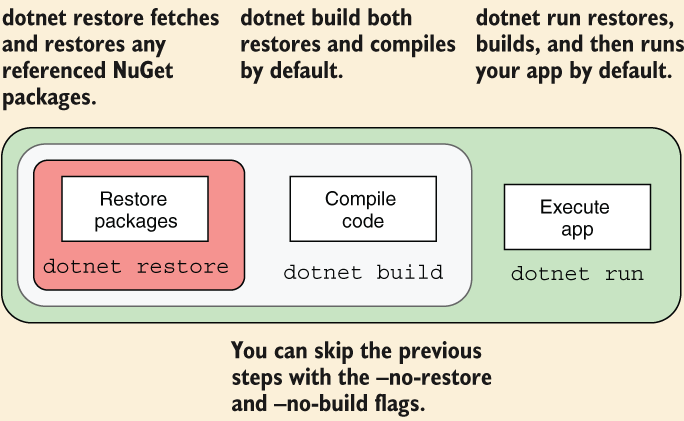 dotnet restore fetches
and restores any
referenced NuGet
packages.
dotnet build both
restores and compiles
by default.
dotnet run restores,
builds, and then runs
your app by default.
Restore
packages
dotnet restore
Compile
code
dotnet build
Execute
app
dotnet run
You can skip the previous
steps with the –no-restore
and –no-build flags.